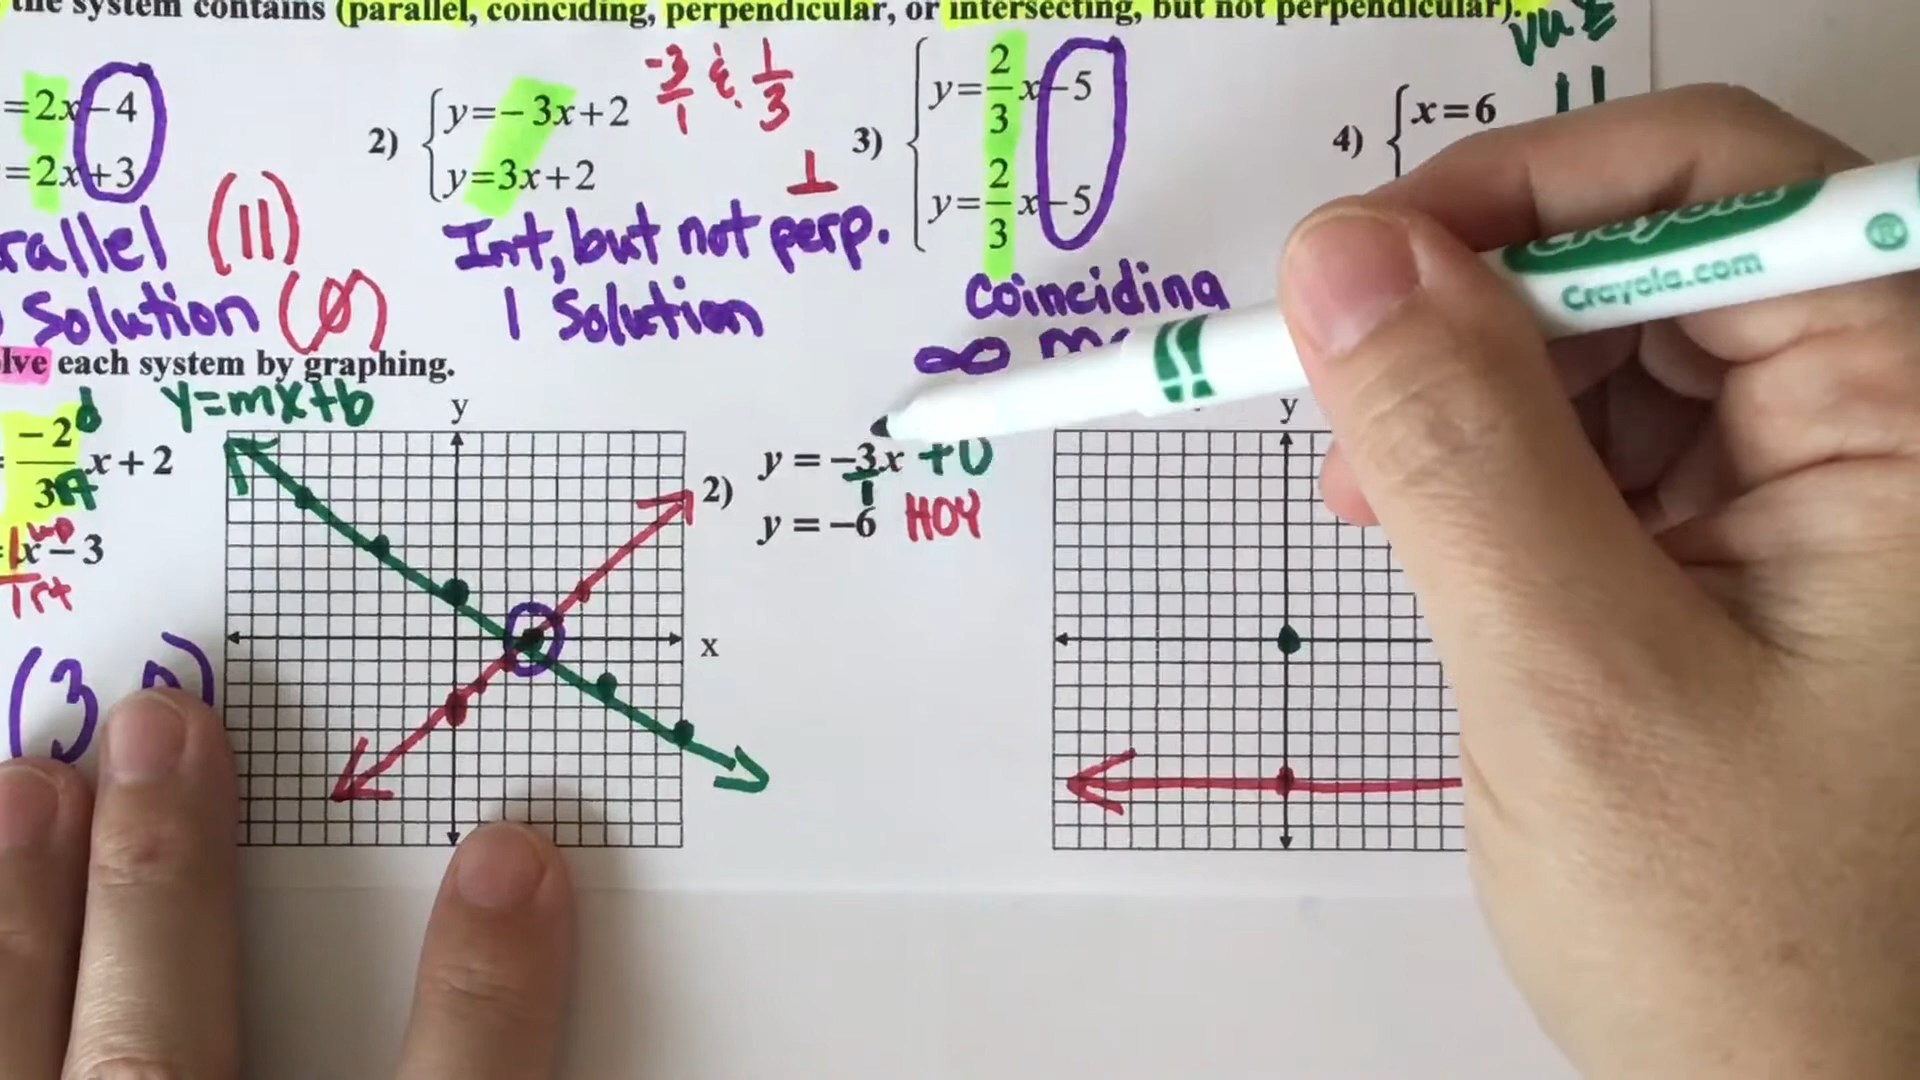 the system contains (parallel, coinciding, perpendicular, or intersecting, but not perpendicular).
=2x-4
=2x+3
rallel (||)
Solution (∅)
2) y=-3x+2
y=3x+2
-3/1 & 1/3
⊥
Int, but not perp.
1 Solution
3) y=2/3x-5
y=2/3x-5
Coinciding
∞
4) x=6
lve each system by graphing.
y=mx+b
-2/3x+2
x-3
(3
y
x
2) y=-3x+0
1
y=-6 HOY
y
Crayola
Crayola.com
®